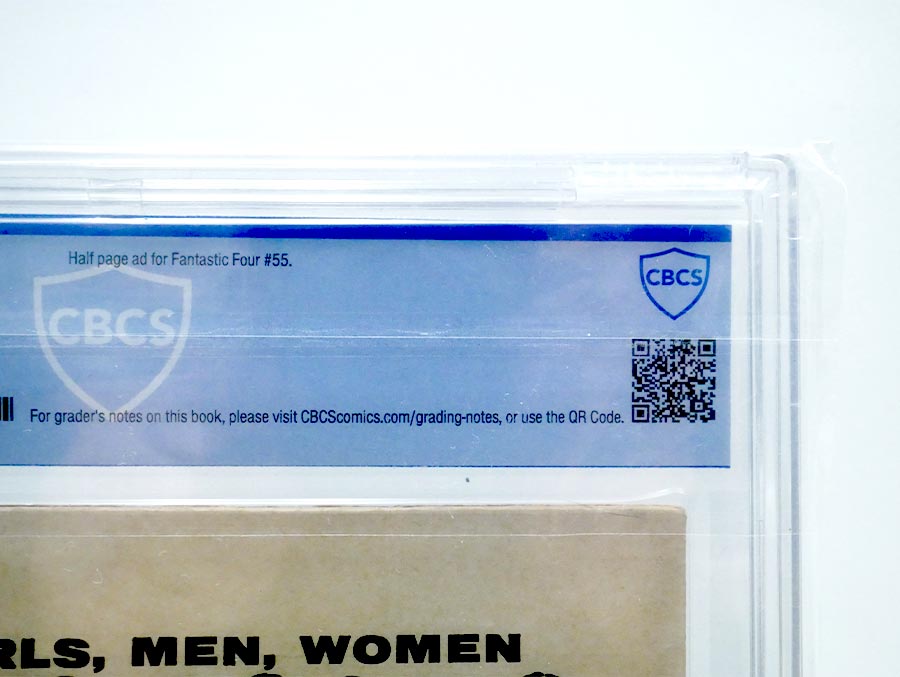 Half page ad for Fantastic Four #55.
CBCS
CBCS
For grader's notes on this book, please visit CBCScomics.com/grading-notes, or use the QR Code.
RLS, MEN, WOMEN